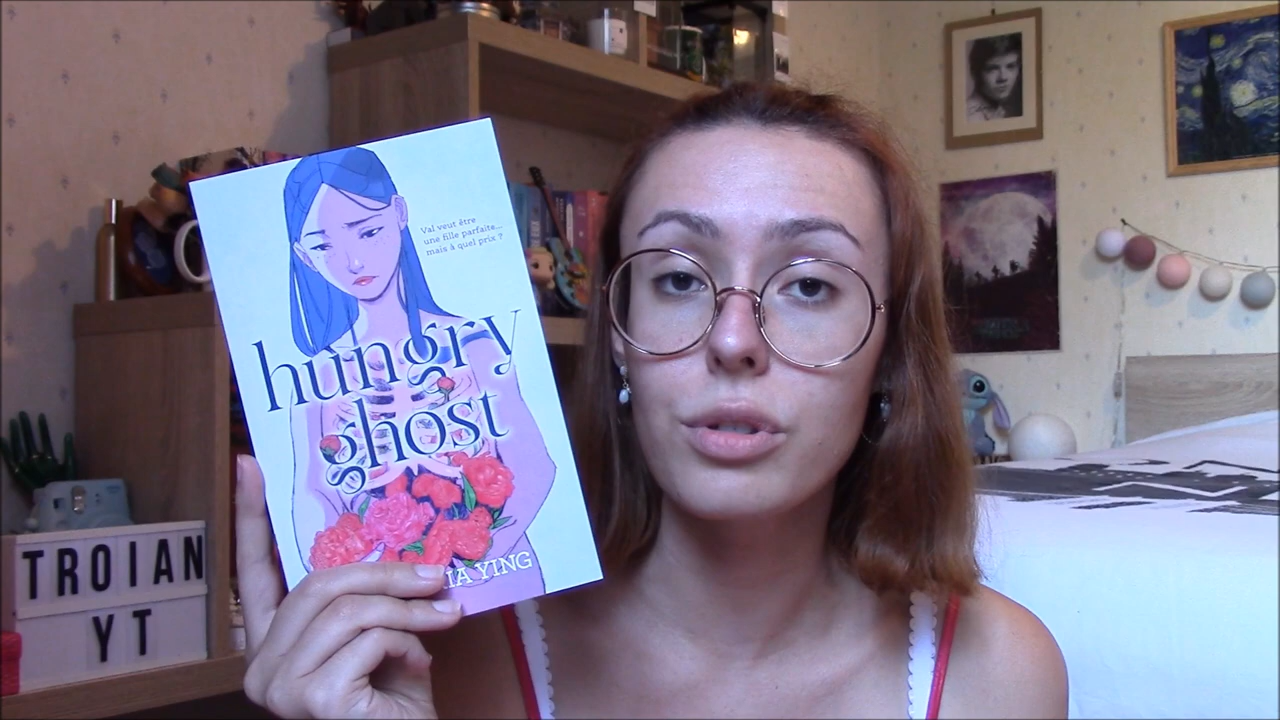 Val veut être
une fille parfaite...
mais à quel prix ?
hungry
ghost
IA YING
TROIAN
YT